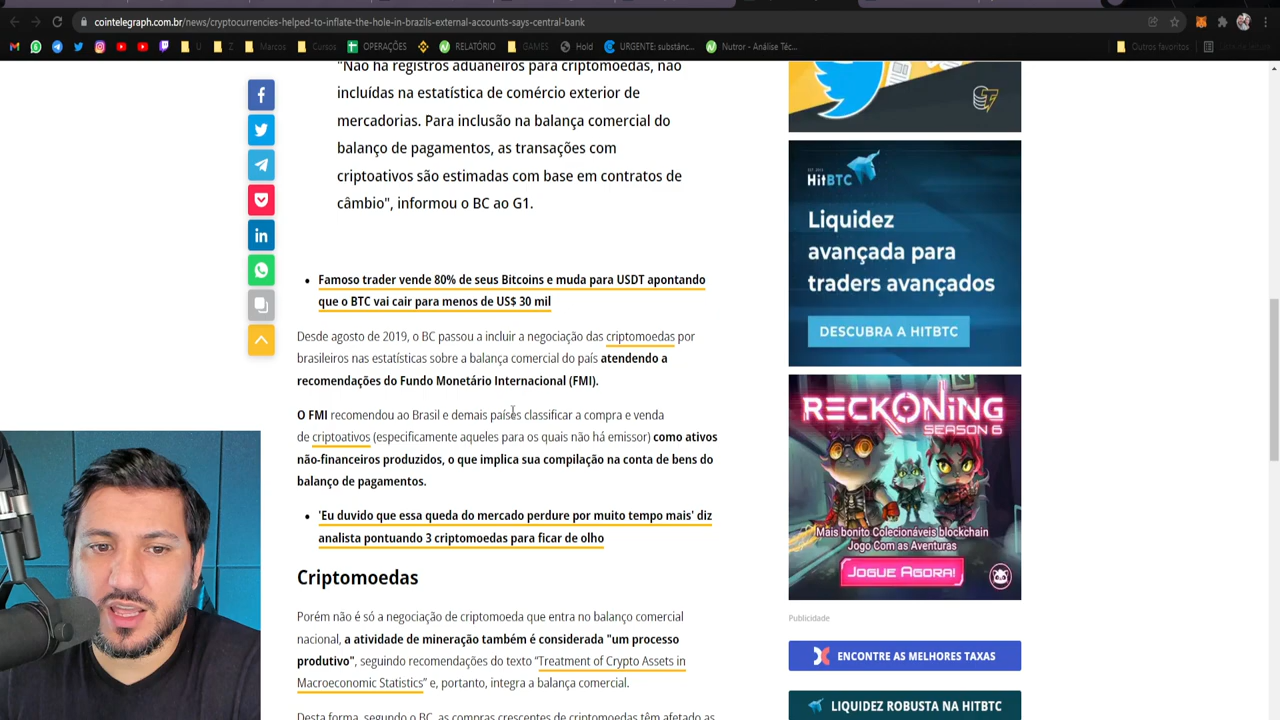 cointelegraph.com.br/news/cryptocurrencies-helped-to-inflate-the-hole-in-brazils-external-accounts-says-central-bank
U
Z
Marcos
Cursos
OPERAÇÕES
RELATÓRIO
GAMES
Hold
URGENTE: substânc...
Nutror - Análise Téc...
Outros favoritos
"Não há registros aduaneiros para criptomoedas, não
incluídas na estatística de comércio exterior de
mercadorias. Para inclusão na balança comercial do
balanço de pagamentos, as transações com
criptoativos são estimadas com base em contratos de
câmbio", informou o BC ao G1.
Famoso trader vende 80% de seus Bitcoins e muda para USDT apontando
que o BTC vai cair para menos de US$ 30 mil
Desde agosto de 2019, o BC passou a incluir a negociação das criptomoedas por
brasileiros nas estatísticas sobre a balança comercial do país atendendo a
recomendações do Fundo Monetário Internacional (FMI).
O FMI recomendou ao Brasil e demais países classificar a compra e venda
de criptoativos (especificamente aqueles para os quais não há emissor) como ativos
não-financeiros produzidos, o que implica sua compilação na conta de bens do
balanço de pagamentos.
'Eu duvido que essa queda do mercado perdure por muito tempo mais' diz
analista pontuando 3 criptomoedas para ficar de olho
Criptomoedas
Porém não é só a negociação de criptomoeda que entra no balanço comercial
nacional, a atividade de mineração também é considerada "um processo
produtivo", seguindo recomendações do texto "Treatment of Crypto Assets in
Macroeconomic Statistics" e, portanto, integra a balança comercial.
Desta forma, segundo o BC, as compras crescentes de criptomoedas têm afetado as
HitBTC
Liquidez
avançada para
traders avançados
DESCUBRA A HITBTC
RECKONING
SEASON 6
Mais bonito Colecionáveis blockchain
Jogo Com as Aventuras
JOGUE AGORA!
Publicidade
ENCONTRE AS MELHORES TAXAS
LIQUIDEZ ROBUSTA NA HITBTC